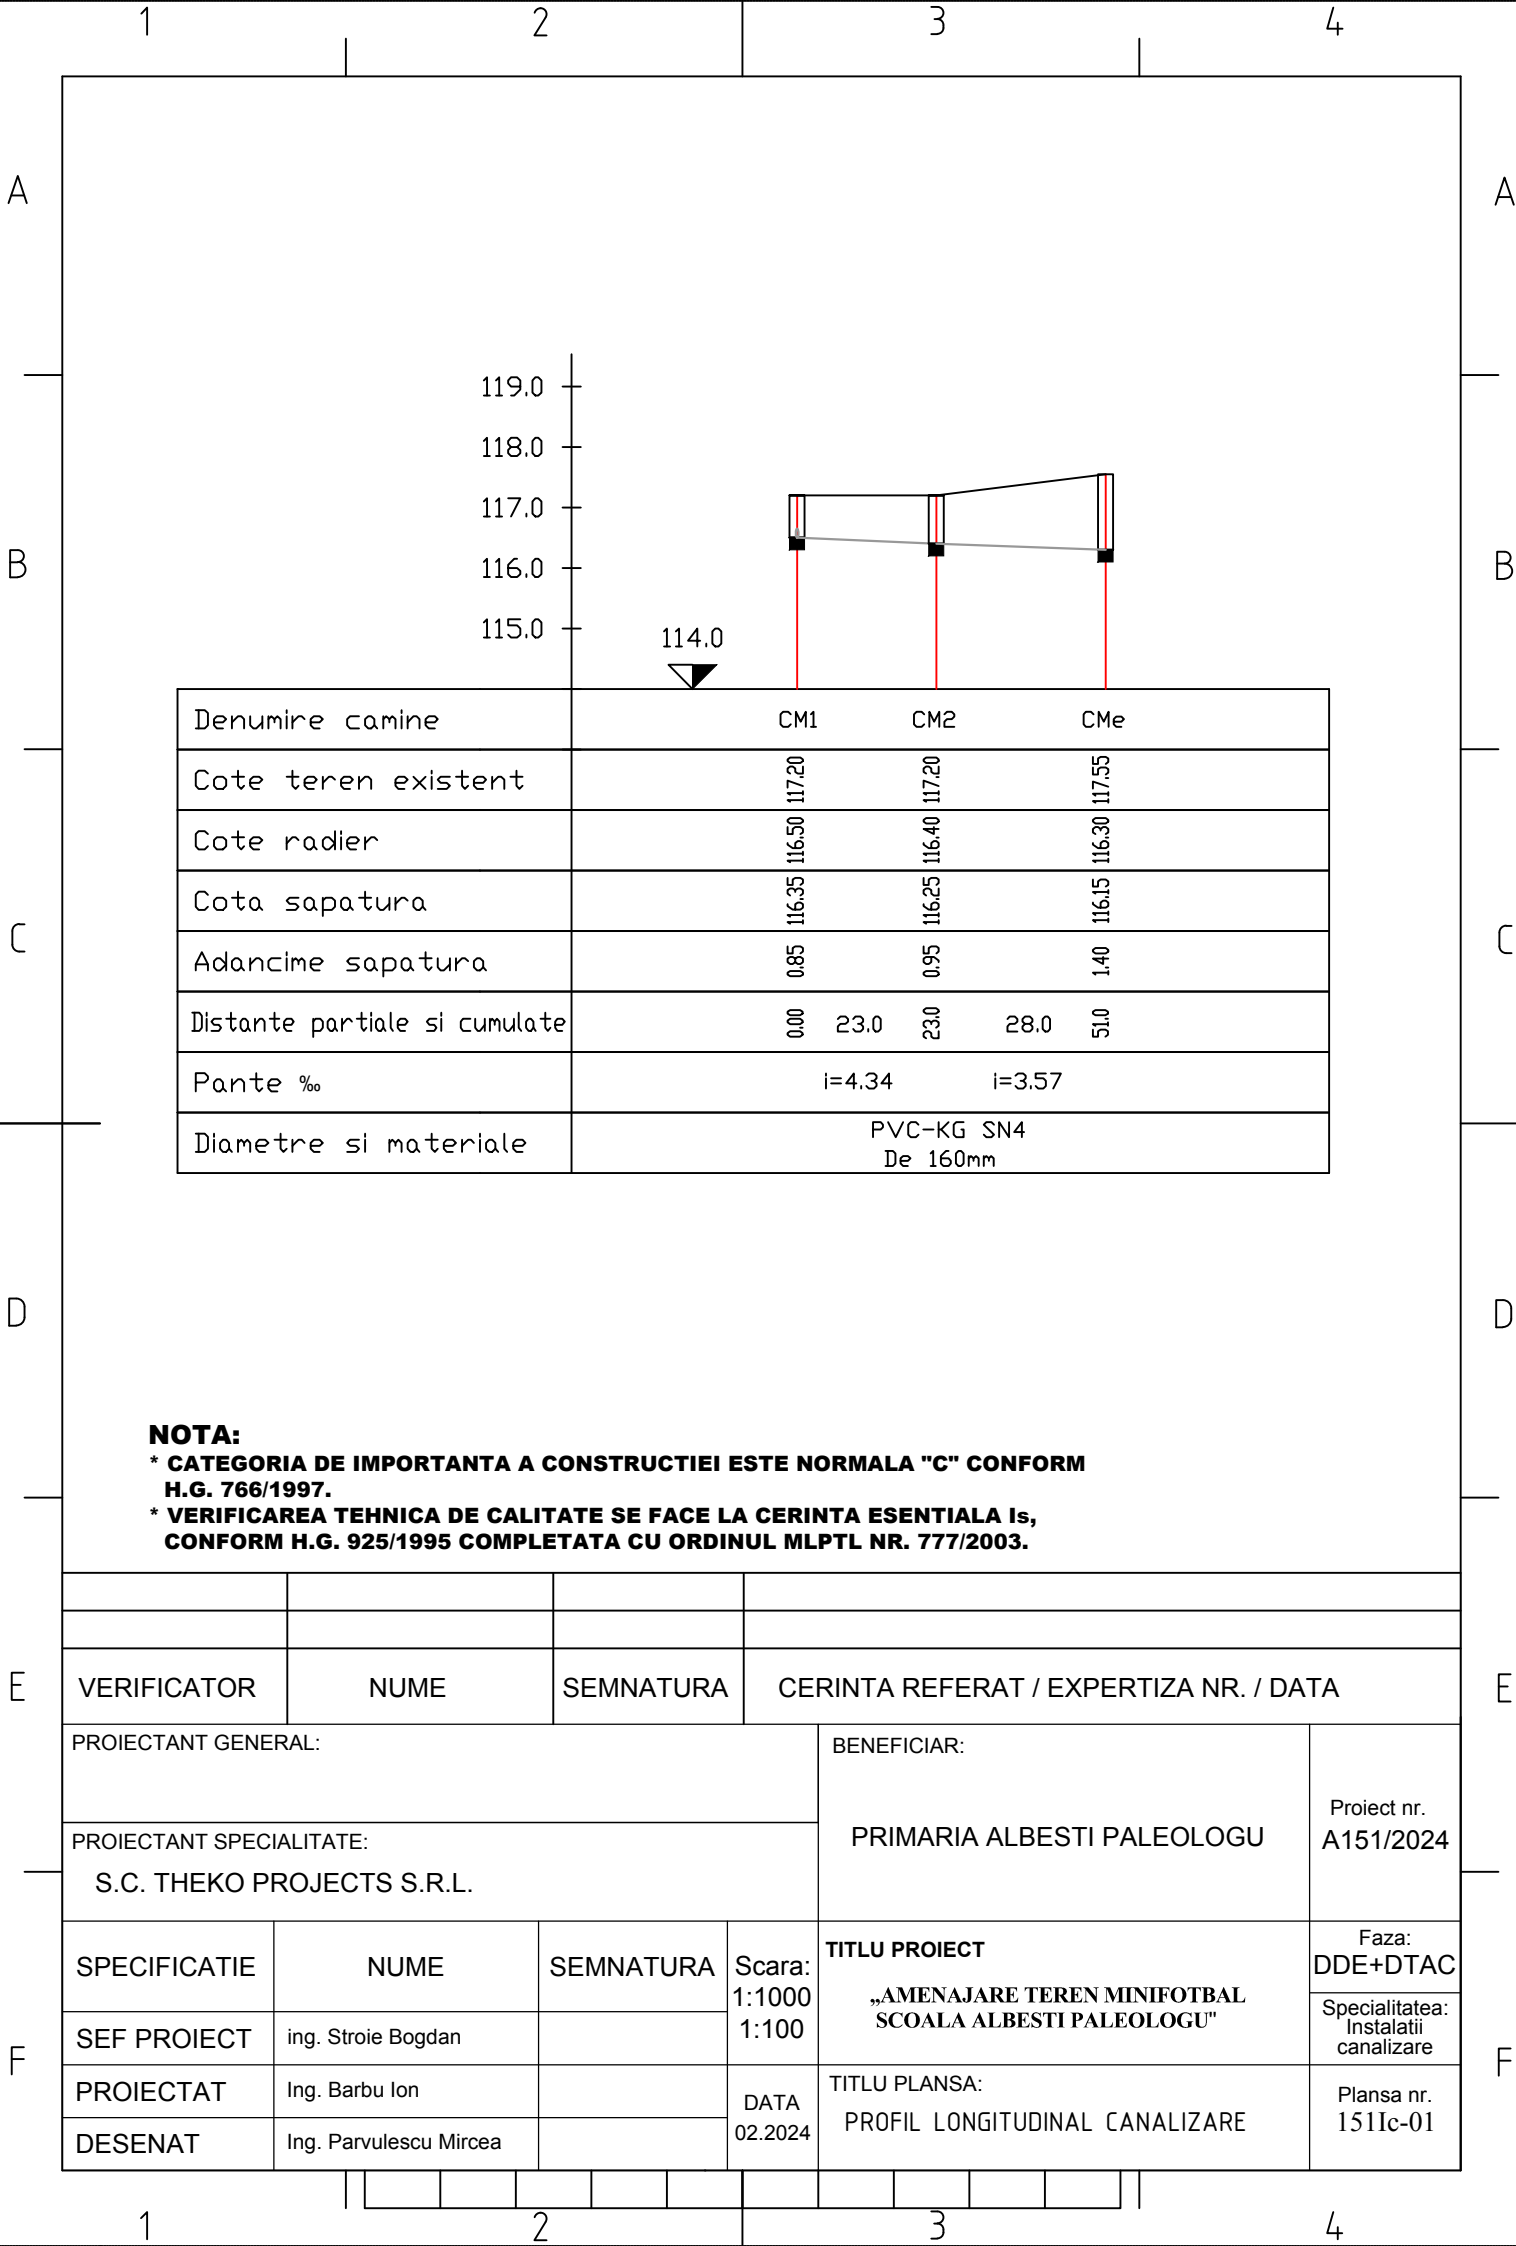 1 2 3 4
A A
119.0
118.0
117.0
B B
116.0
115.0
114.0
Denumire camine CM1 CM2 CMe
Cote teren existent 117.20 117.20 117.55
Cote radier 116.50 116.40 116.30
Cota sapatura 116.35 116.25 116.15
C C
Adancime sapatura 0.85 0.95 1.40
Distante partiale si cumulate 0.00 23.0 23.0 28.0 51.0
Pante ‰ i=4.34 i=3.57
Diametre si materiale PVC-KG SN4
De 160mm
D D
NOTA:
* CATEGORIA DE IMPORTANTA A CONSTRUCTIEI ESTE NORMALA "C" CONFORM
H.G. 766/1997.
* VERIFICAREA TEHNICA DE CALITATE SE FACE LA CERINTA ESENTIALA Is,
CONFORM H.G. 925/1995 COMPLETATA CU ORDINUL MLPTL NR. 777/2003.
E E
VERIFICATOR NUME SEMNATURA CERINTA REFERAT / EXPERTIZA NR. / DATA
PROIECTANT GENERAL:
BENEFICIAR:
PRIMARIA ALBESTI PALEOLOGU
Proiect nr.
A151/2024
PROIECTANT SPECIALITATE:
S.C. THEKO PROJECTS S.R.L.
SPECIFICATIE NUME SEMNATURA
Scara:
1:1000
1:100
TITLU PROIECT
„AMENAJARE TEREN MINIFOTBAL
SCOALA ALBESTI PALEOLOGU"
Faza:
DDE+DTAC
Specialitatea:
Instalatii
canalizare
SEF PROIECT ing. Stroie Bogdan
F F
PROIECTAT Ing. Barbu Ion
DESENAT Ing. Parvulescu Mircea
DATA
02.2024
TITLU PLANSA:
PROFIL LONGITUDINAL CANALIZARE
Plansa nr.
151Ic-01
1 2 3 4